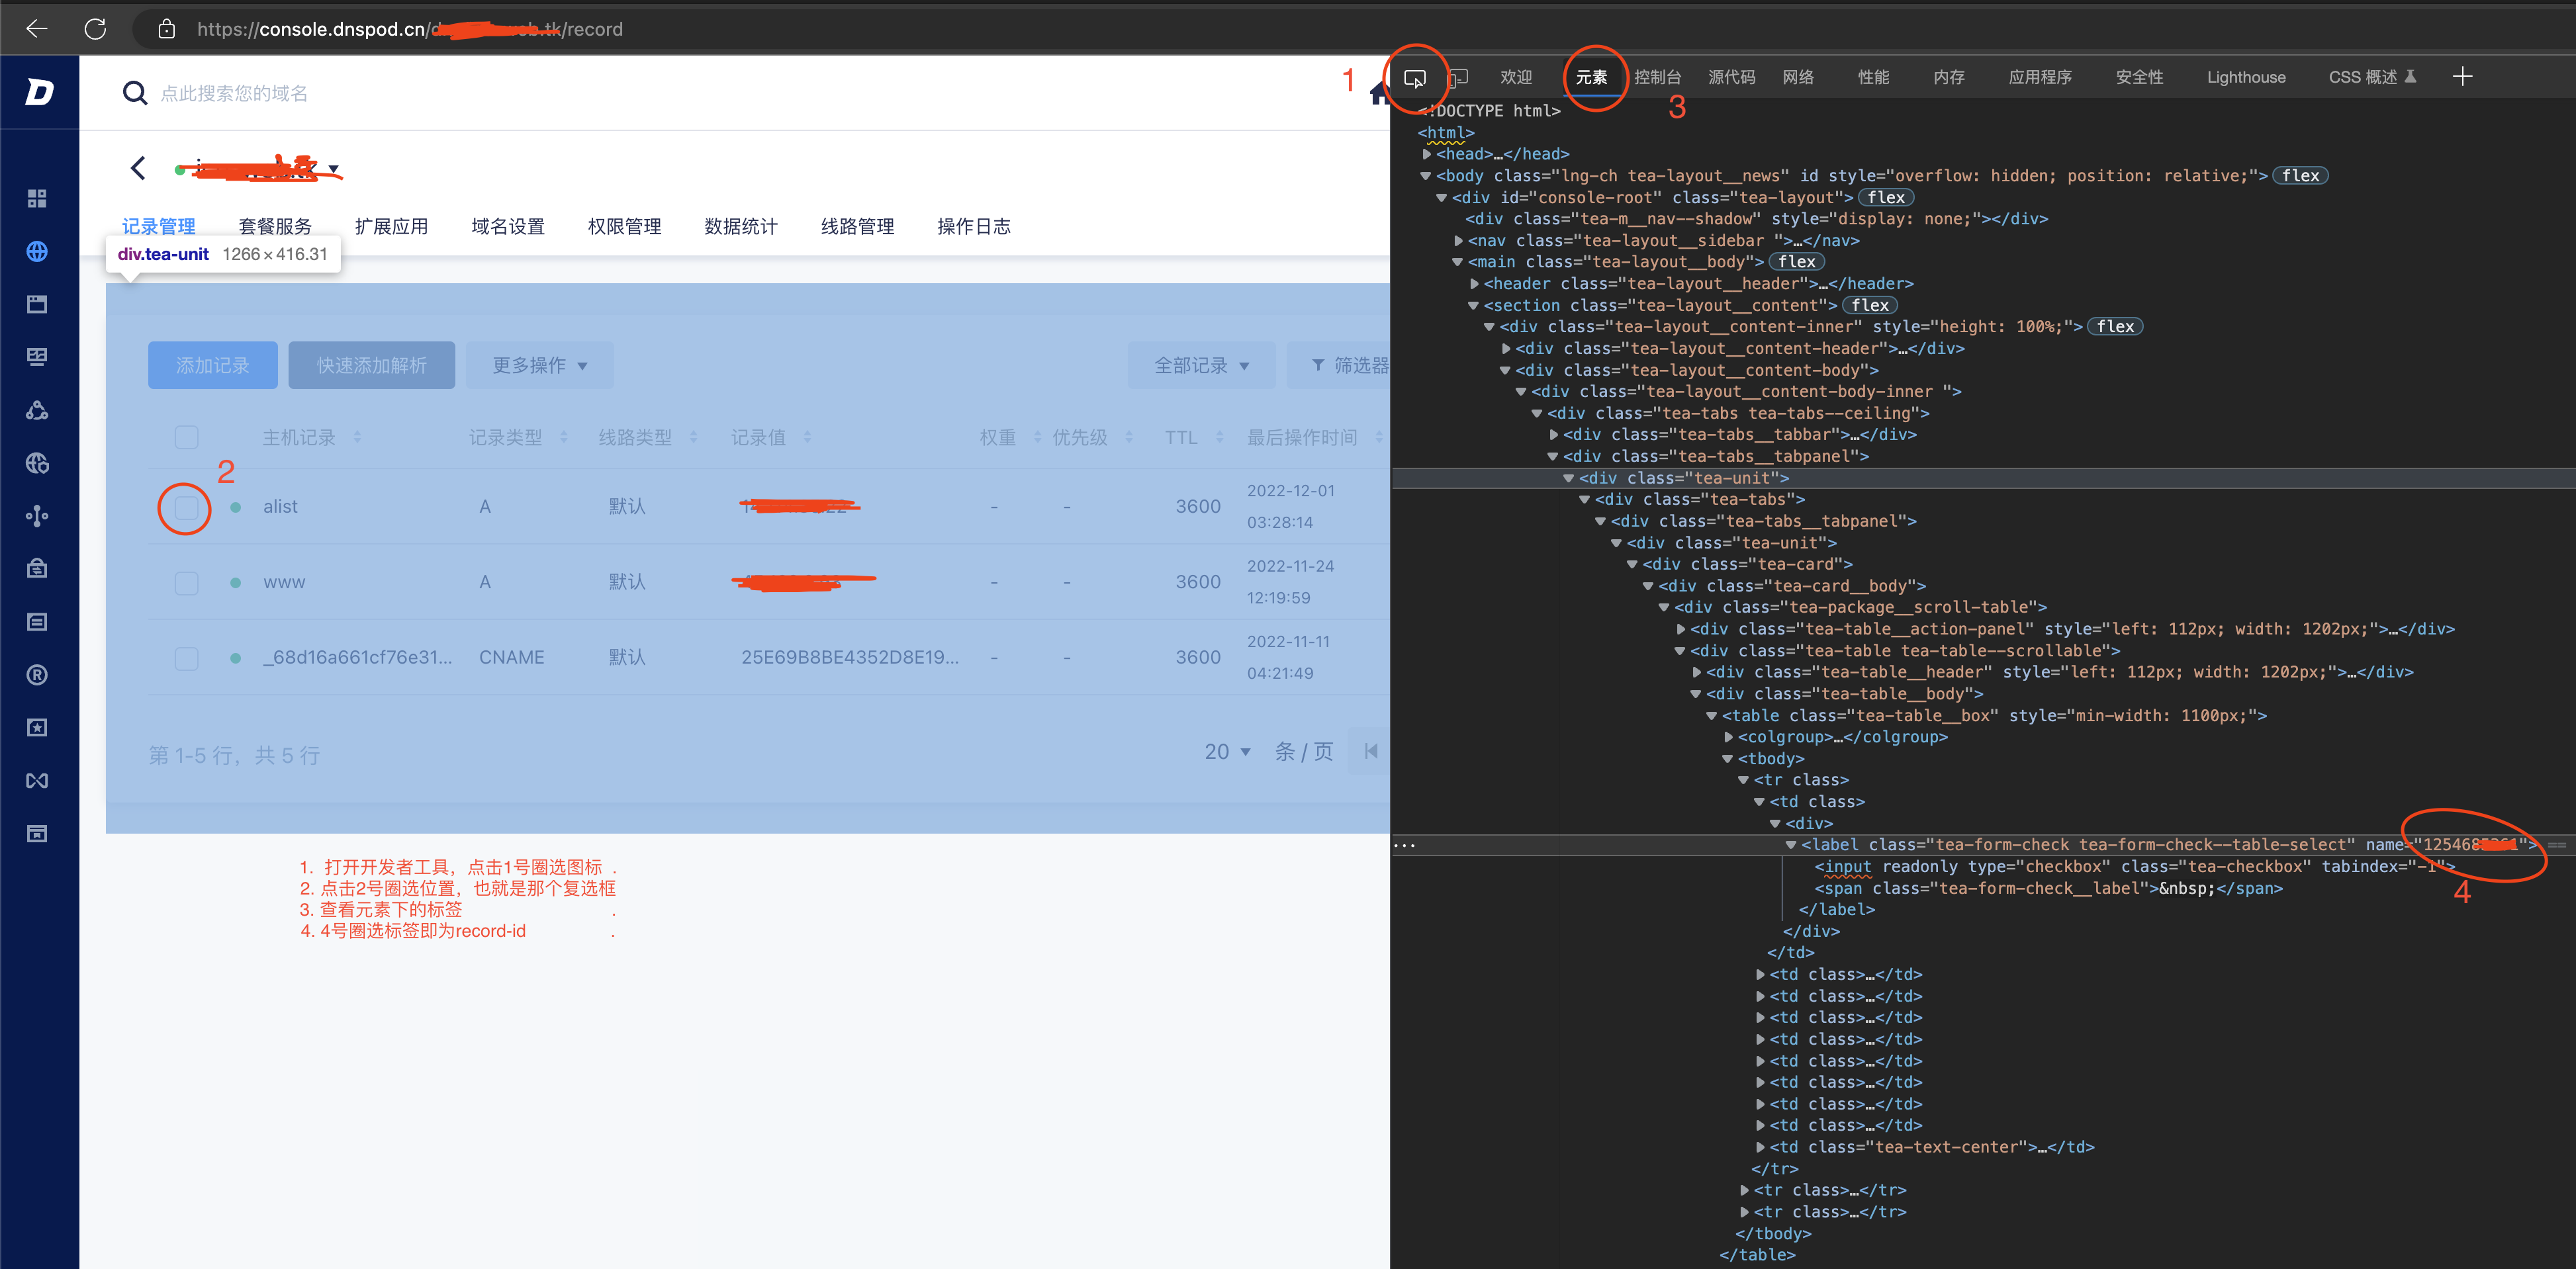 https://console.dnspod.cn/
/record
点此搜索您的域名
记录管理 套餐服务 扩展应用 域名设置 权限管理 数据统计 线路管理 操作日志
div.tea-unit 1266 × 416.31
添加记录 快速添加解析 更多操作 全部记录 筛选器
主机记录 记录类型 线路类型 记录值 权重 优先级 TTL 最后操作时间
2
alist A 默认 - - 3600 2022-12-01 03:28:14
www A 默认 - - 3600 2022-11-24 12:19:59
_68d16a661cf76e31... CNAME 默认 25E69B8BE4352D8E19... - - 3600 2022-11-11 04:21:49
第 1-5 行，共 5 行 20 条 / 页
1. 打开开发者工具，点击1号圈选图标 .
2. 点击2号圈选位置，也就是那个复选框
3. 查看元素下的标签 .
4. 4号圈选标签即为record-id .
1
欢迎 元素 控制台 源代码 网络 性能 内存 应用程序 安全性 Lighthouse CSS 概述
3
<!DOCTYPE html>
<html>
<head>…</head>
<body class="lng-ch tea-layout__news" id style="overflow: hidden; position: relative;"> flex
<div id="console-root" class="tea-layout"> flex
<div class="tea-m__nav--shadow" style="display: none;"></div>
<nav class="tea-layout__sidebar ">…</nav>
<main class="tea-layout__body"> flex
<header class="tea-layout__header">…</header>
<section class="tea-layout__content"> flex
<div class="tea-layout__content-inner" style="height: 100%;"> flex
<div class="tea-layout__content-header">…</div>
<div class="tea-layout__content-body">
<div class="tea-layout__content-body-inner ">
<div class="tea-tabs tea-tabs--ceiling">
<div class="tea-tabs__tabbar">…</div>
<div class="tea-tabs__tabpanel">
<div class="tea-unit">
<div class="tea-tabs">
<div class="tea-tabs__tabpanel">
<div class="tea-unit">
<div class="tea-card">
<div class="tea-card__body">
<div class="tea-package__scroll-table">
<div class="tea-table__action-panel" style="left: 112px; width: 1202px;">…</div>
<div class="tea-table tea-table--scrollable">
<div class="tea-table__header" style="left: 112px; width: 1202px;">…</div>
<div class="tea-table__body">
<table class="tea-table__box" style="min-width: 1100px;">
<colgroup>…</colgroup>
<tbody>
<tr class>
<td class>
<div>
<label class="tea-form-check tea-form-check--table-select" name= ==
<input readonly type="checkbox" class="tea-checkbox" tabindex="-1">
<span class="tea-form-check__label">&nbsp;</span>
4
</label>
</div>
</td>
<td class>…</td>
<td class>…</td>
<td class>…</td>
<td class>…</td>
<td class>…</td>
<td class>…</td>
<td class>…</td>
<td class>…</td>
<td class="tea-text-center">…</td>
</tr>
<tr class>…</tr>
<tr class>…</tr>
</tbody>
</table>